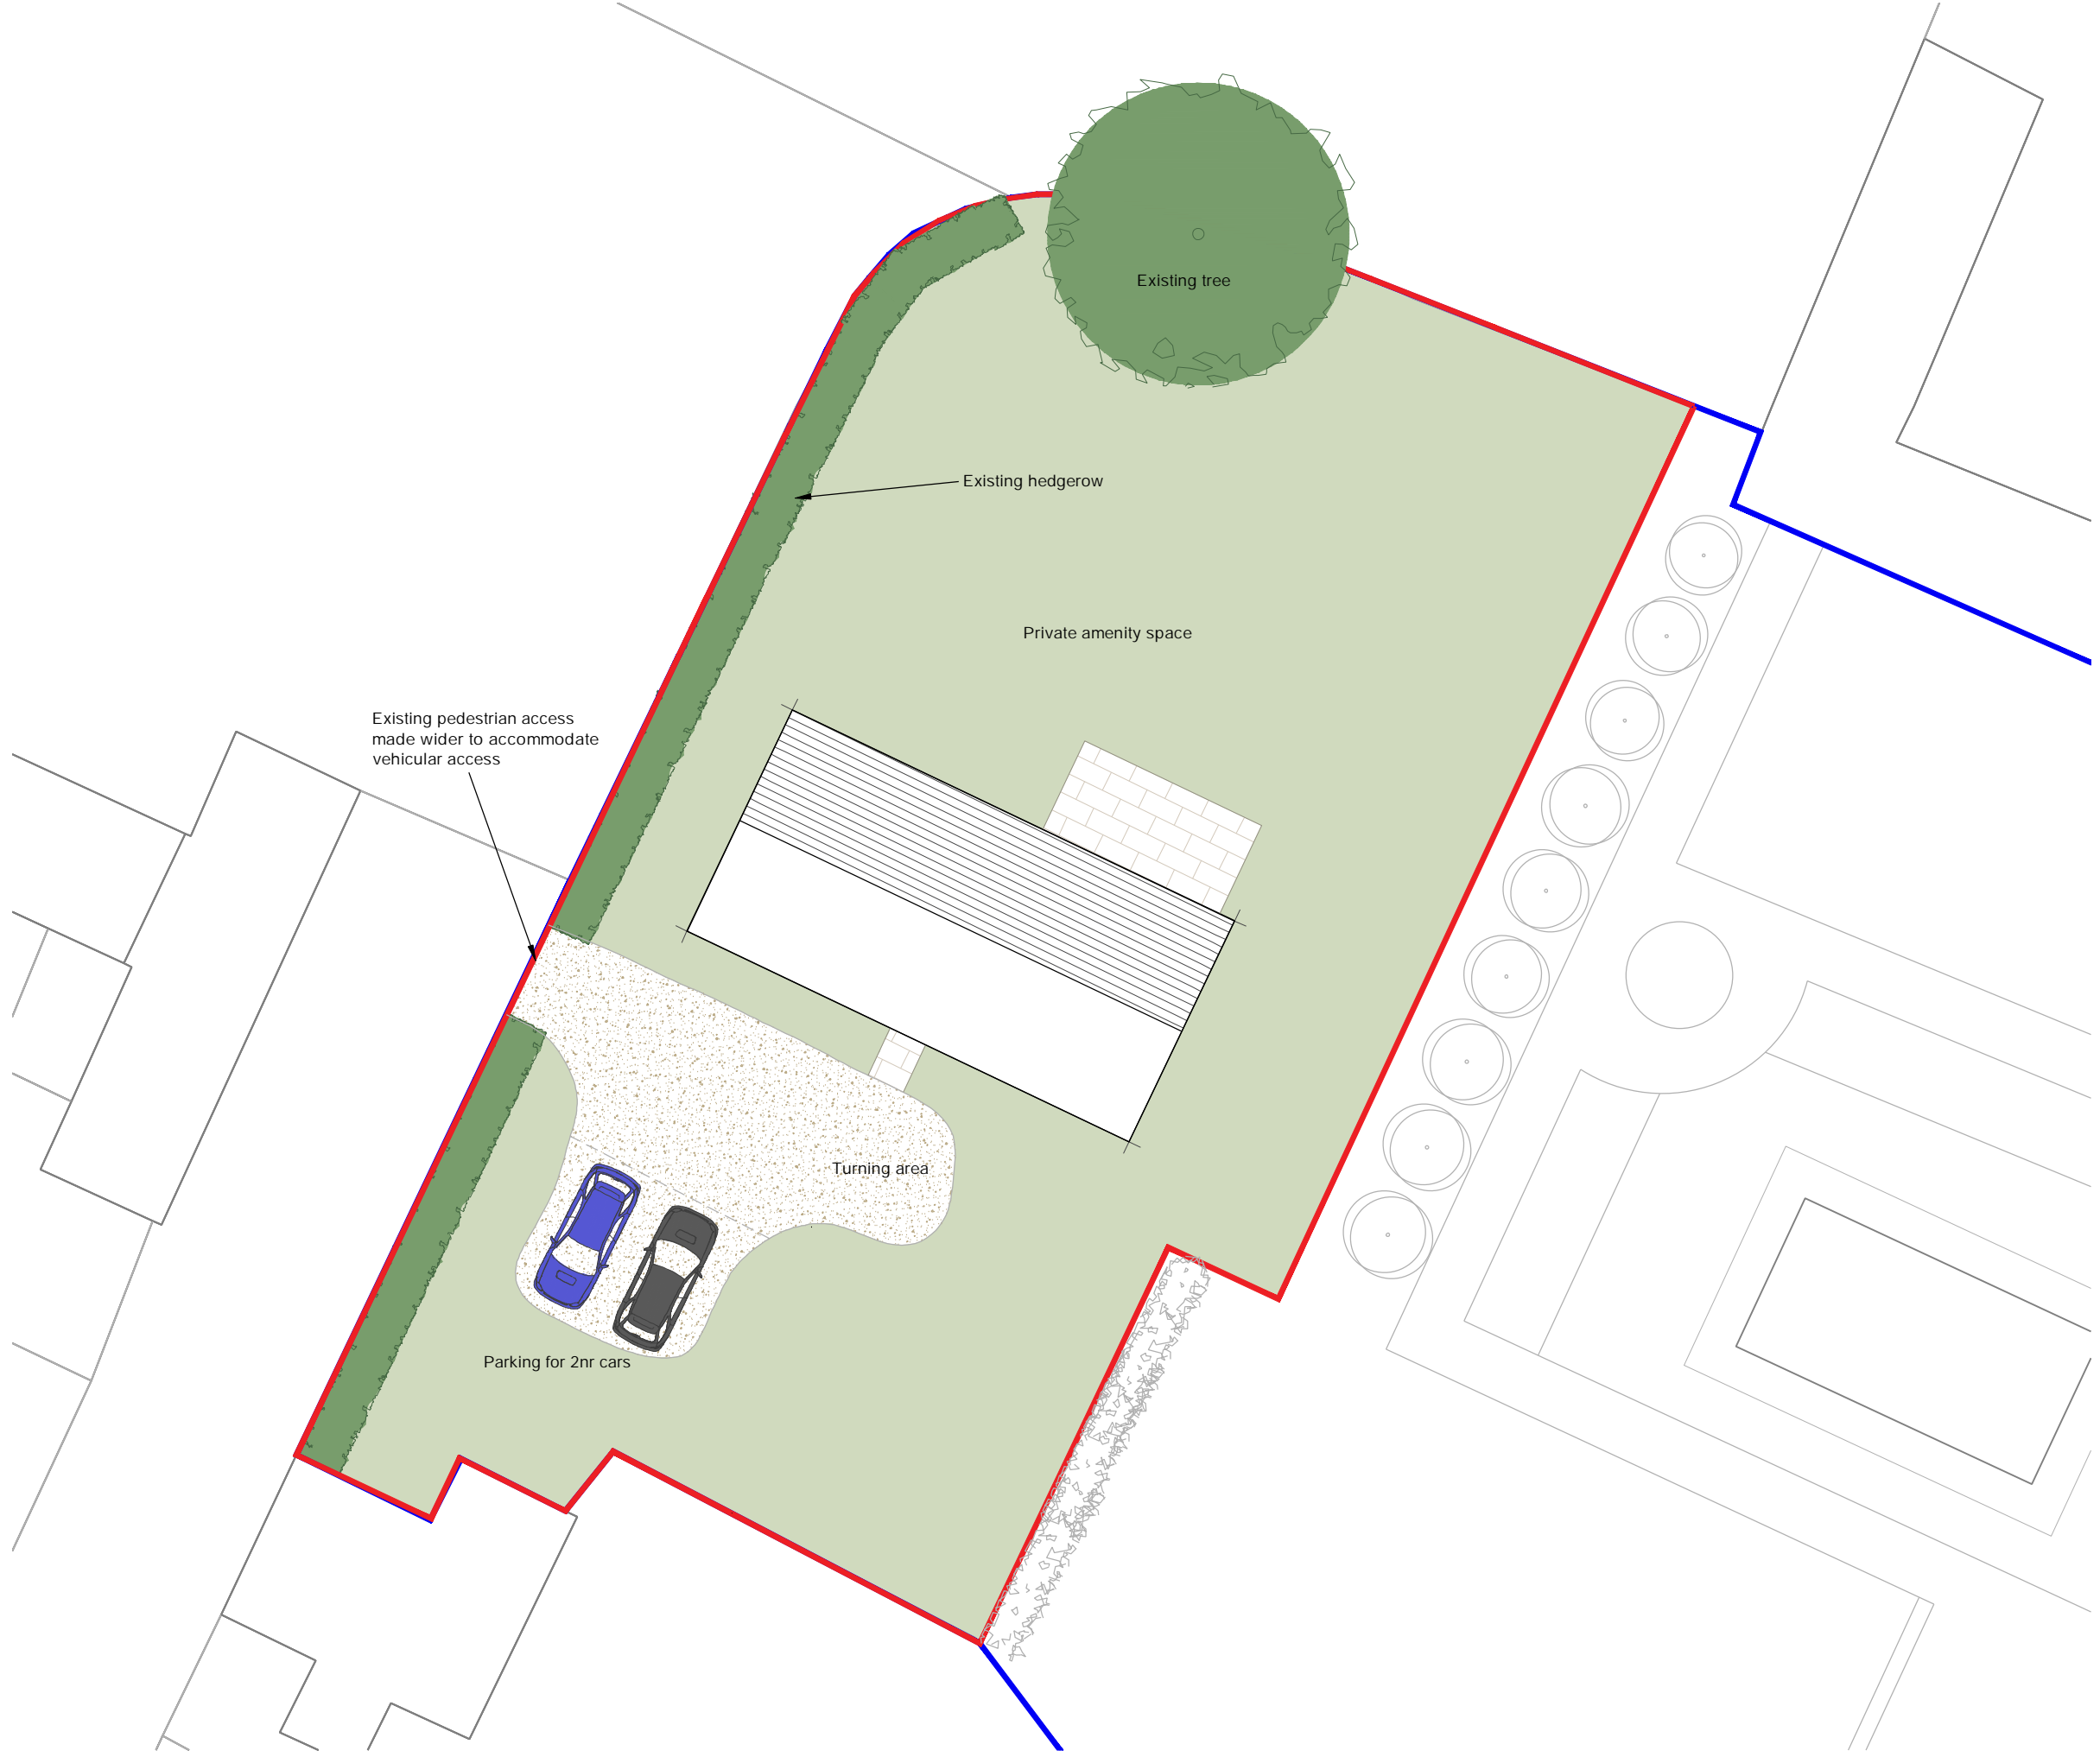 Existing tree
Existing hedgerow
Private amenity space
Existing pedestrian access
made wider to accommodate
vehicular access
Turning area
Parking for 2nr cars